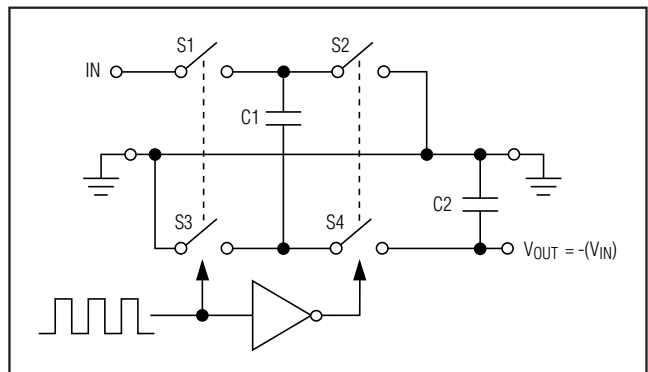 S1
S2
IN
C1
C2
S3
S4
VOUT = -(VIN)